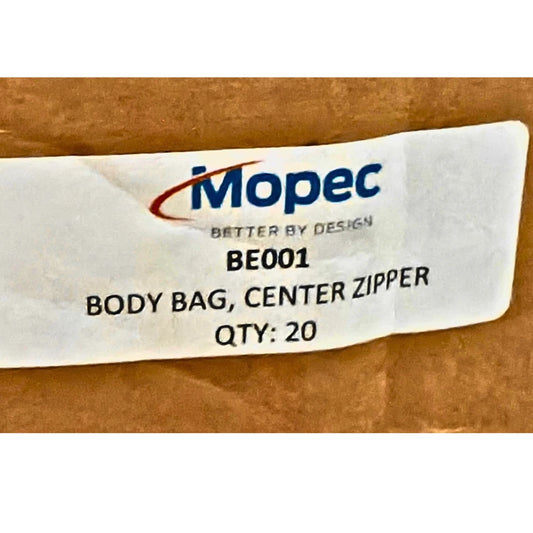 Mopec
BETTER BY DESIGN
BE001
BODY BAG, CENTER ZIPPER
QTY: 20